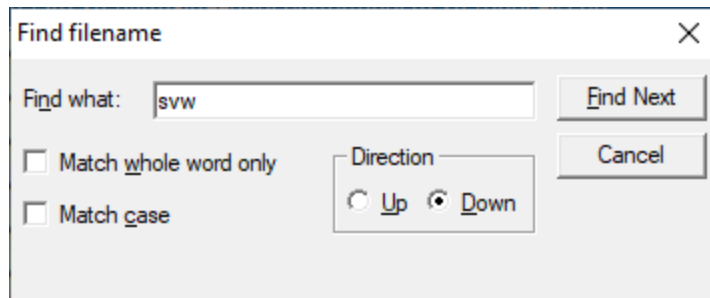 Find filename
Find what: svw
Find Next
Cancel
Match whole word only
Match case
Direction
Up Down